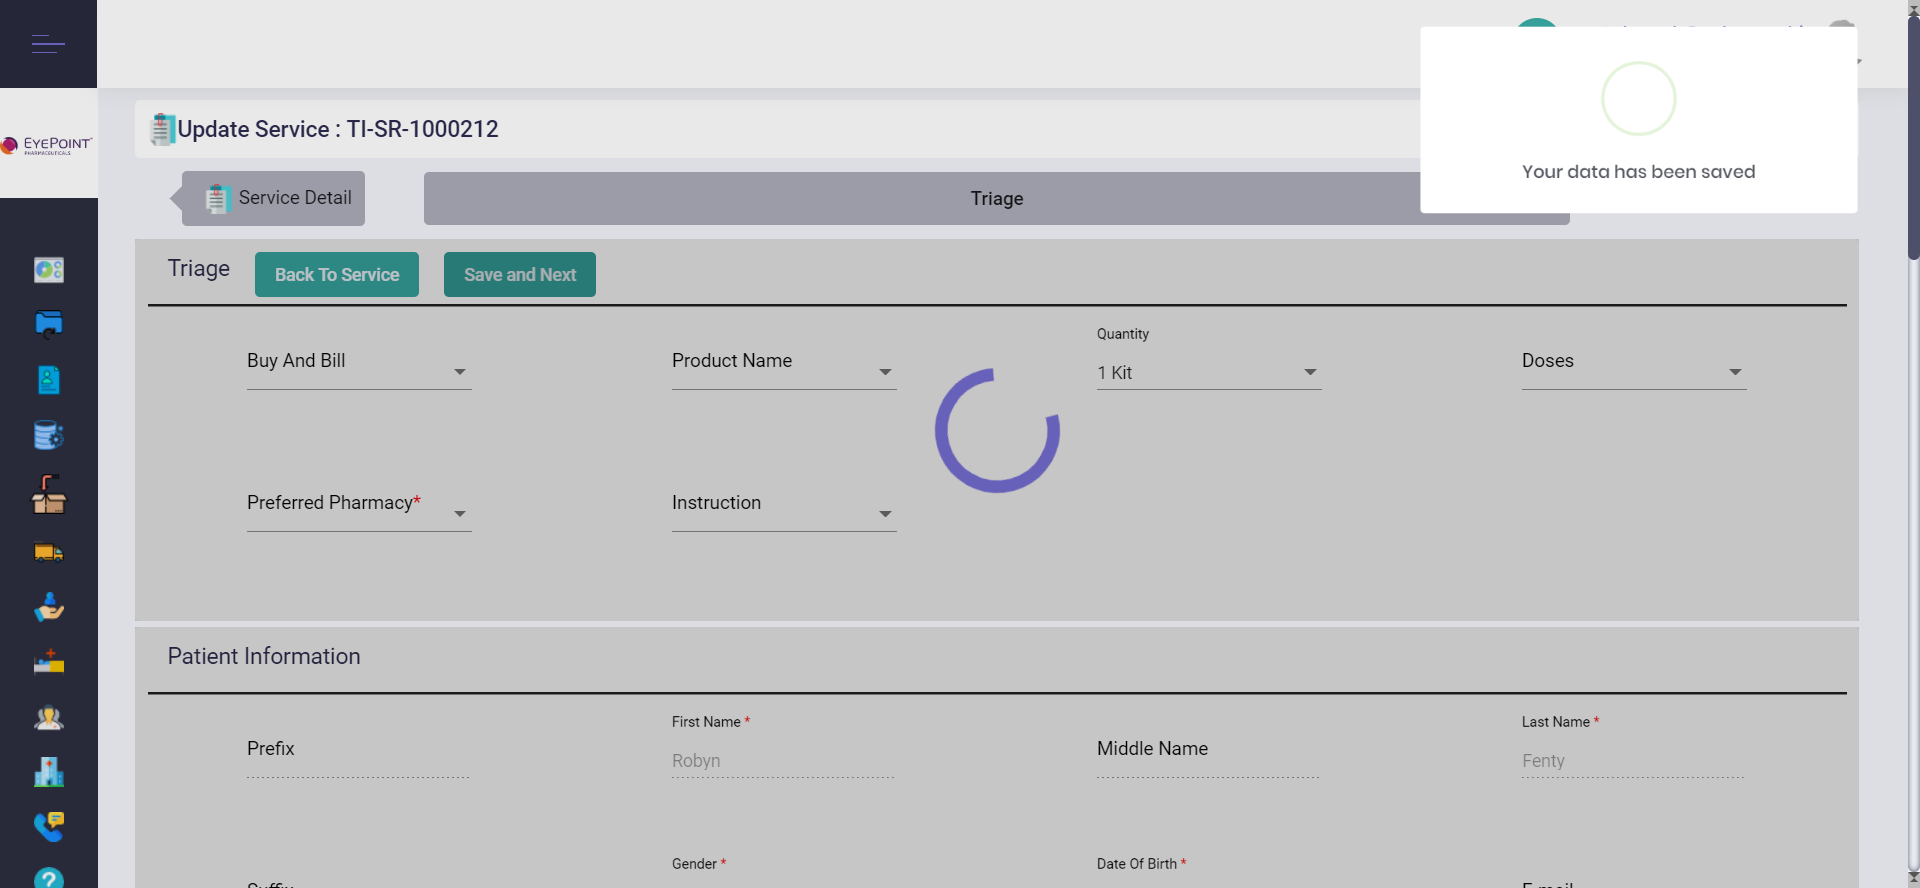 EYEPOINT
PHARMACEUTICALS
Update Service : TI-SR-1000212
Your data has been saved
Service Detail
Triage
Triage
Back To Service
Save and Next
Buy And Bill
Product Name
Quantity
1 Kit
Doses
Preferred Pharmacy*
Instruction
Patient Information
Prefix
First Name *
Robyn
Middle Name
Last Name *
Fenty
Gender *
Date Of Birth *